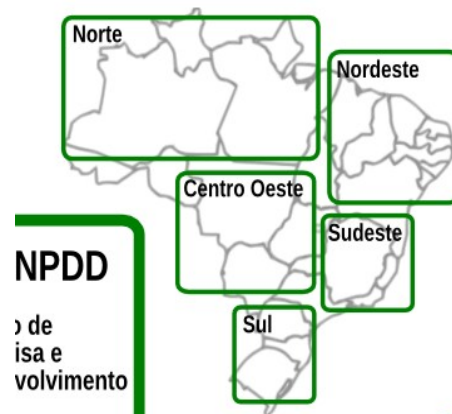 Norte
Nordeste
Centro Oeste
Sudeste
Sul
NPDD
o de
isa e
volvimento